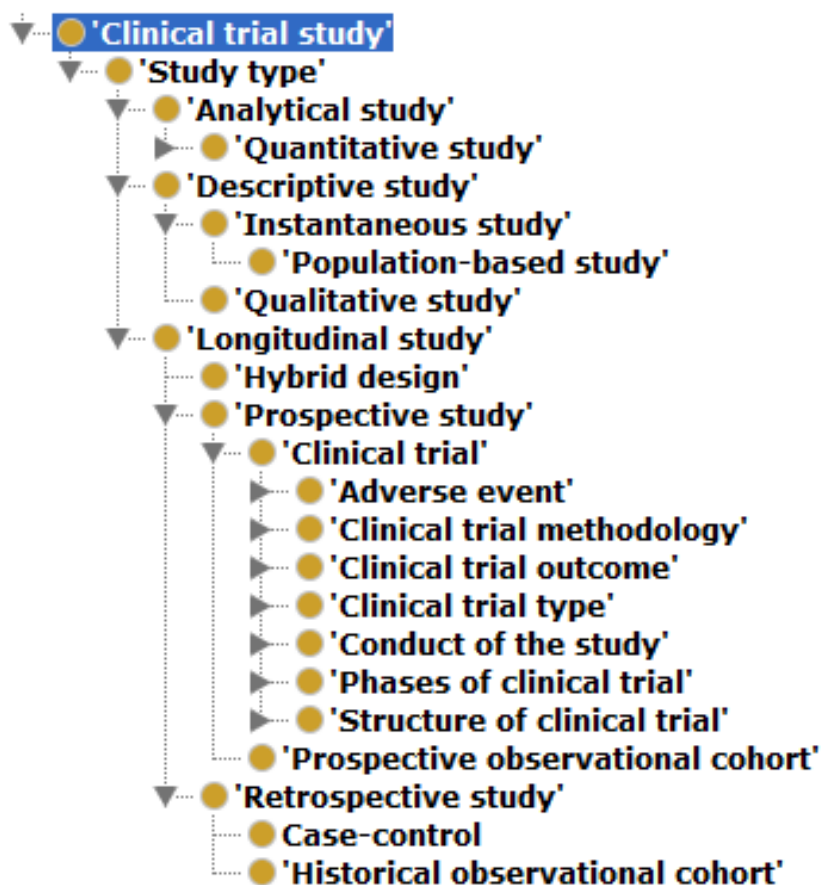 'Clinical trial study'
'Study type'
'Analytical study'
'Quantitative study'
'Descriptive study'
'Instantaneous study'
'Population-based study'
'Qualitative study'
'Longitudinal study'
'Hybrid design'
'Prospective study'
'Clinical trial'
'Adverse event'
'Clinical trial methodology'
'Clinical trial outcome'
'Clinical trial type'
'Conduct of the study'
'Phases of clinical trial'
'Structure of clinical trial'
'Prospective observational cohort'
'Retrospective study'
Case-control
'Historical observational cohort'